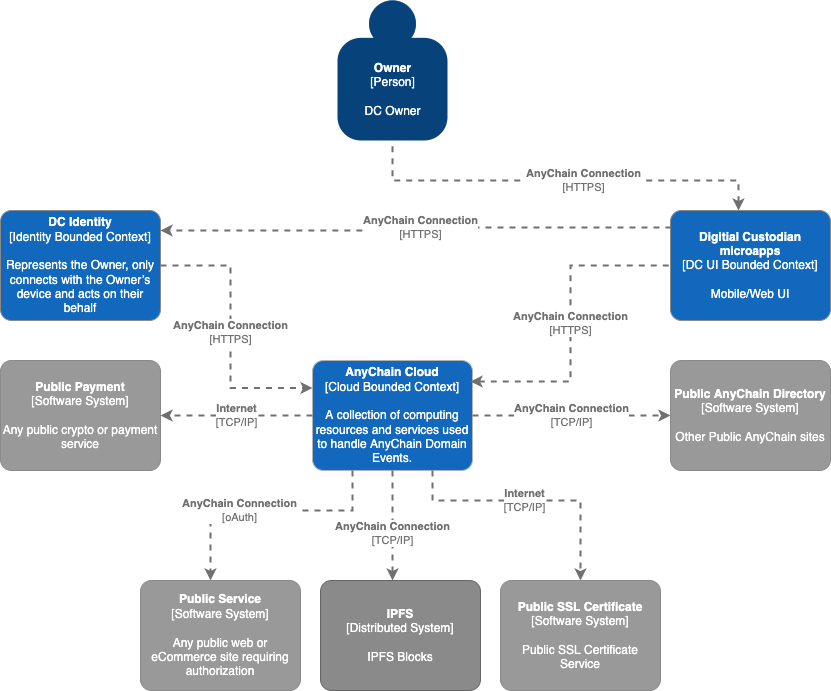 Owner
[Person]
DC Owner
AnyChain Connection
[HTTPS]
DC Identity
[Identity Bounded Context]
Represents the Owner, only
connects with the Owner's
device and acts on their
behalf
AnyChain Connection
[HTTPS]
Digitial Custodian
microapps
[DC UI Bounded Context]
Mobile/Web UI
AnyChain Connection
[HTTPS]
AnyChain Connection
[HTTPS]
Public Payment
[Software System]
Any public crypto or payment
service
Internet
[TCP/IP]
AnyChain Cloud
[Cloud Bounded Context]
A collection of computing
resources and services used
to handle AnyChain Domain
Events.
AnyChain Connection
[TCP/IP]
Public AnyChain Directory
[Software System]
Other Public AnyChain sites
AnyChain Connection
[oAuth]
AnyChain Connection
[TCP/IP]
Internet
[TCP/IP]
Public Service
[Software System]
Any public web or
eCommerce site requiring
authorization
IPFS
[Distributed System]
IPFS Blocks
Public SSL Certificate
[Software System]
Public SSL Certificate
Service